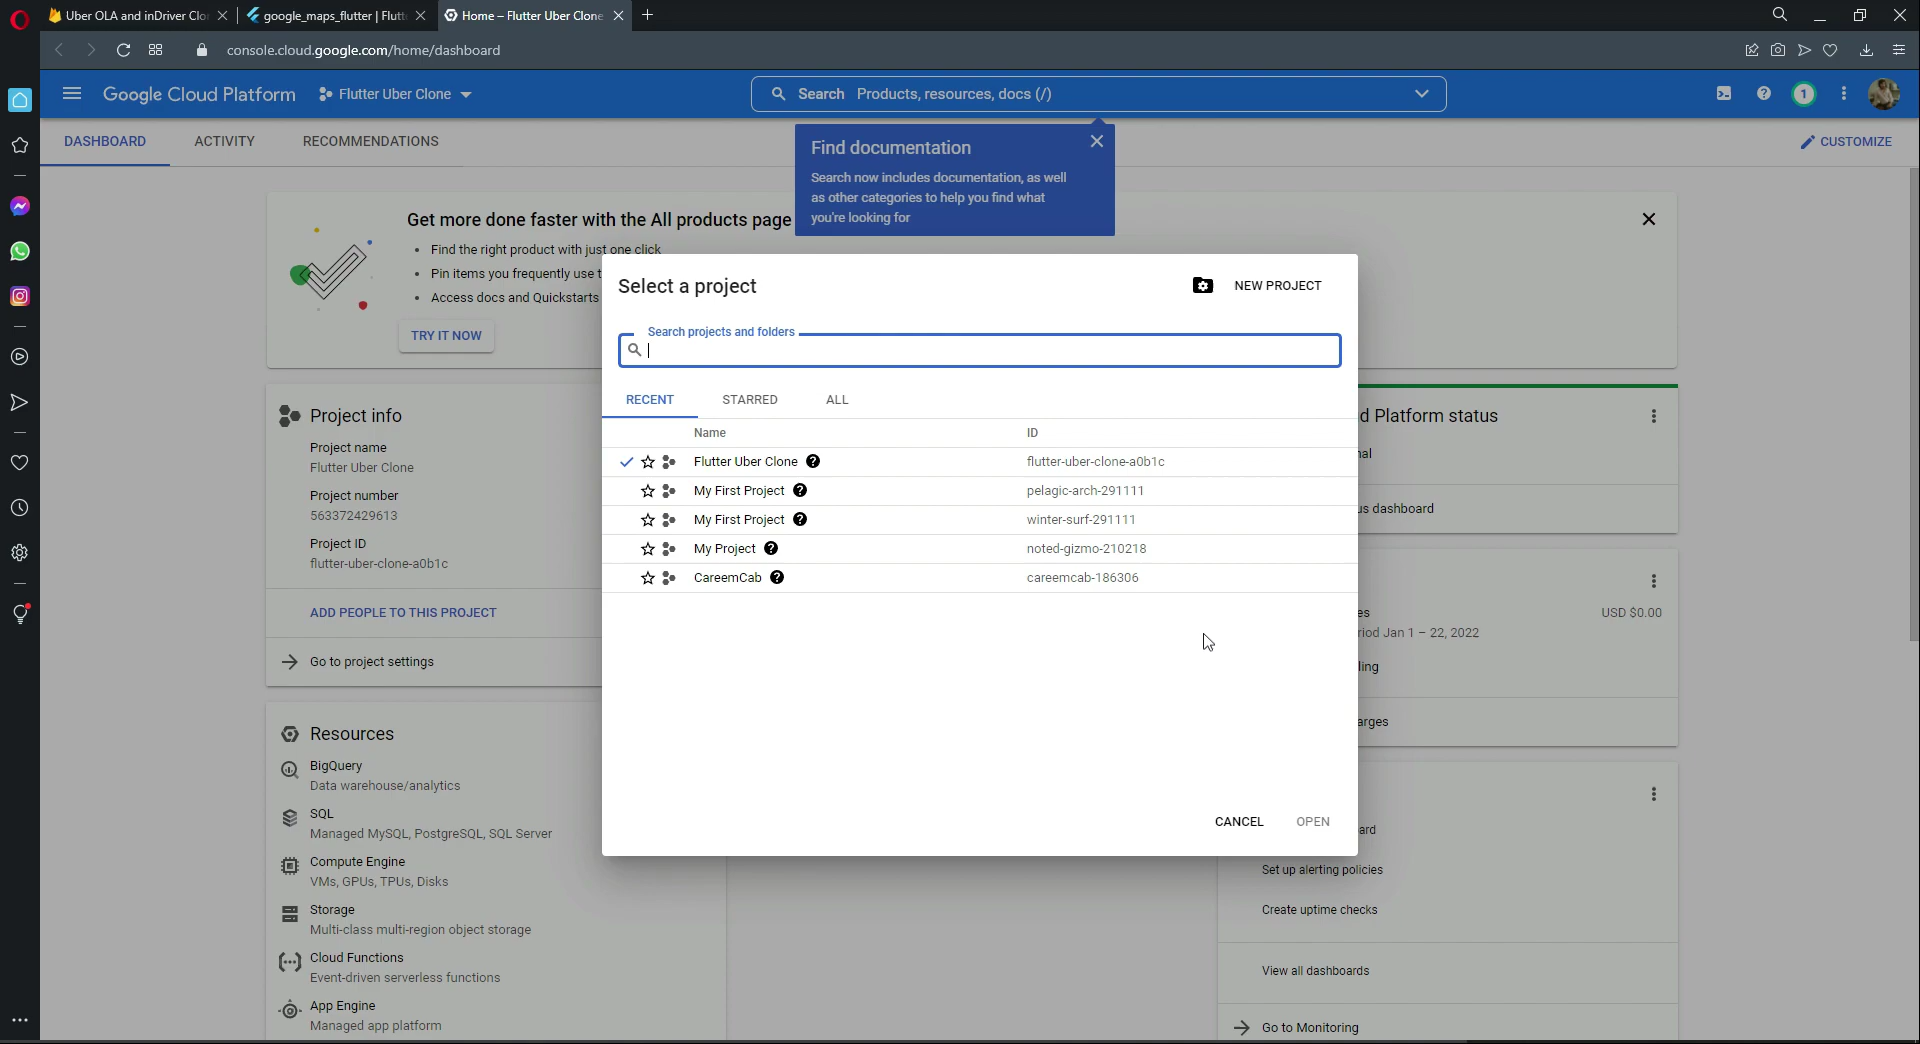 Uber OLA and inDriver Clo
google_maps_flutter | Flutt
Home – Flutter Uber Clone
console.cloud.google.com/home/dashboard
Google Cloud Platform
Flutter Uber Clone
Search Products, resources, docs (/)
1
DASHBOARD
ACTIVITY
RECOMMENDATIONS
CUSTOMIZE
Find documentation
Search now includes documentation, as well
as other categories to help you find what
you're looking for
Get more done faster with the All products page
• Find the right product with just one click
• Pin items you frequently use t
• Access docs and Quickstarts
TRY IT NOW
Select a project
NEW PROJECT
Search projects and folders
RECENT
STARRED
ALL
Name ID
Flutter Uber Clone flutter-uber-clone-a0b1c
My First Project pelagic-arch-291111
My First Project winter-surf-291111
My Project noted-gizmo-210218
CareemCab careemcab-186306
CANCEL
OPEN
Project info
Project name
Flutter Uber Clone
Project number
563372429613
Project ID
flutter-uber-clone-a0b1c
ADD PEOPLE TO THIS PROJECT
Go to project settings
Resources
BigQuery
Data warehouse/analytics
SQL
Managed MySQL, PostgreSQL, SQL Server
Compute Engine
VMs, GPUs, TPUs, Disks
Storage
Multi-class multi-region object storage
Cloud Functions
Event-driven serverless functions
App Engine
Managed app platform
d Platform status
nal
us dashboard
es
USD $0.00
riod Jan 1 – 22, 2022
ling
arges
ard
Set up alerting policies
Create uptime checks
View all dashboards
Go to Monitoring